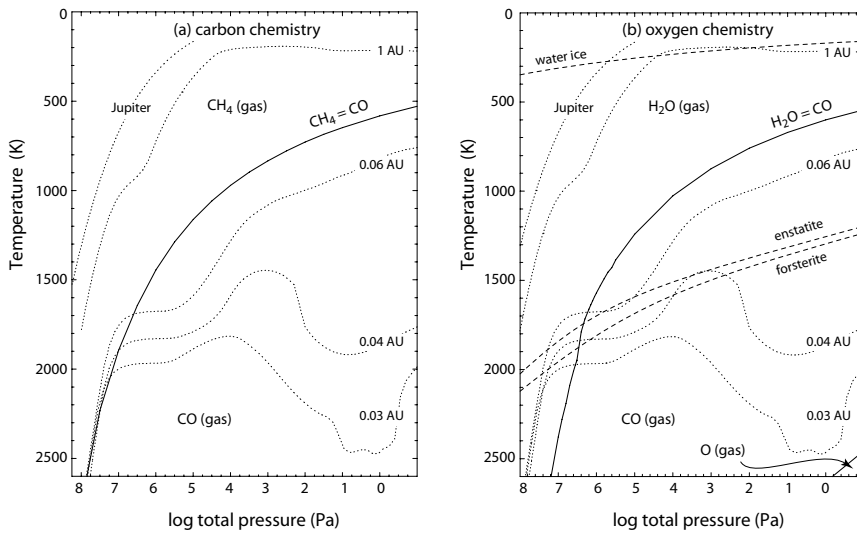 (a) carbon chemistry
0
500
1000
1500
2000
2500
Temperature (K)
1 AU
Jupiter
CH₄ (gas)
CH₄ = CO
0.06 AU
0.04 AU
0.03 AU
CO (gas)
8 7 6 5 4 3 2 1 0
log total pressure (Pa)
(b) oxygen chemistry
0
500
1000
1500
2000
2500
Temperature (K)
water ice
1 AU
Jupiter
H₂O (gas)
H₂O = CO
0.06 AU
enstatite
forsterite
0.04 AU
0.03 AU
CO (gas)
O (gas)
8 7 6 5 4 3 2 1 0
log total pressure (Pa)